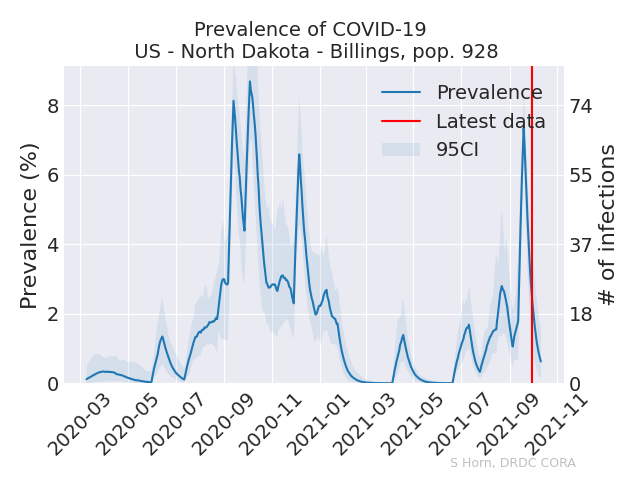 Prevalence of COVID-19
US - North Dakota - Billings, pop. 928
Prevalence (%)
8
6
4
2
0
Prevalence
Latest data
95CI
74
55
37
18
0
# of infections
2020-03
2020-05
2020-07
2020-09
2020-11
2021-01
2021-03
2021-05
2021-07
2021-09
2021-11
S Horn, DRDC CORA